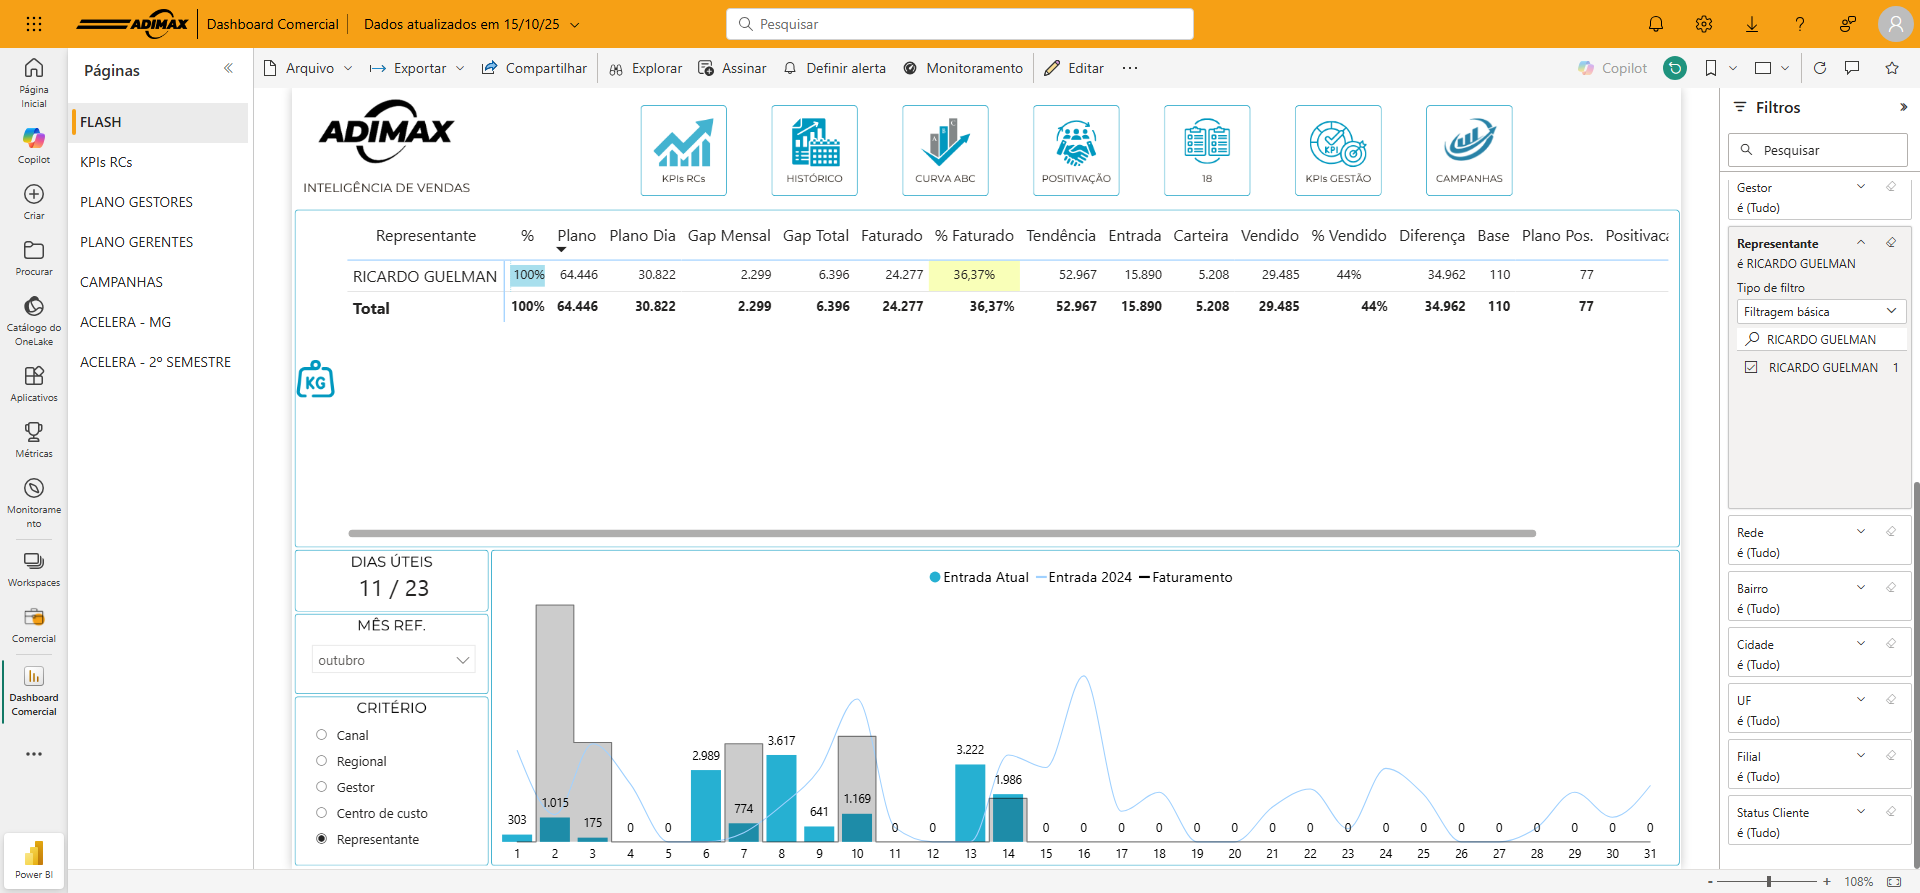 ADIMAX Dashboard Comercial Dados atualizados em 15/10/25 Pesquisar
Arquivo Exportar Compartilhar Explorar Assinar Definir alerta Monitoramento Editar ... Copilot
Página Inicial
Copilot
Criar
Procurar
Catálogo do OneLake
Aplicativos
Métricas
Monitoramento
Workspaces
Comercial
Dashboard Comercial
...
Power BI
Páginas
FLASH
KPIs RCs
PLANO GESTORES
PLANO GERENTES
CAMPANHAS
ACELERA - MG
ACELERA - 2º SEMESTRE
ADIMAX
INTELIGÊNCIA DE VENDAS
KPIs RCs HISTÓRICO CURVA ABC POSITIVAÇÃO 18 KPIs GESTÃO CAMPANHAS
Representante % Plano Plano Dia Gap Mensal Gap Total Faturado % Faturado Tendência Entrada Carteira Vendido % Vendido Diferença Base Plano Pos. Positivaca
RICARDO GUELMAN 100% 64.446 30.822 2.299 6.396 24.277 36,37% 52.967 15.890 5.208 29.485 44% 34.962 110 77
Total 100% 64.446 30.822 2.299 6.396 24.277 36,37% 52.967 15.890 5.208 29.485 44% 34.962 110 77
KG
DIAS ÚTEIS
11 / 23
MÊS REF.
outubro
CRITÉRIO
Canal
Regional
Gestor
Centro de custo
Representante
Entrada Atual Entrada 2024 Faturamento
303 1.015 175 0 0 2.989 774 3.617 641 1.169 0 0 3.222 1.986 0 0 0 0 0 0 0 0 0 0 0 0 0 0 0 0 0
1 2 3 4 5 6 7 8 9 10 11 12 13 14 15 16 17 18 19 20 21 22 23 24 25 26 27 28 29 30 31
Filtros
Pesquisar
Gestor
é (Tudo)
Representante
é RICARDO GUELMAN
Tipo de filtro
Filtragem básica
RICARDO GUELMAN
RICARDO GUELMAN 1
Rede
é (Tudo)
Bairro
é (Tudo)
Cidade
é (Tudo)
UF
é (Tudo)
Filial
é (Tudo)
Status Cliente
é (Tudo)
- + 108%